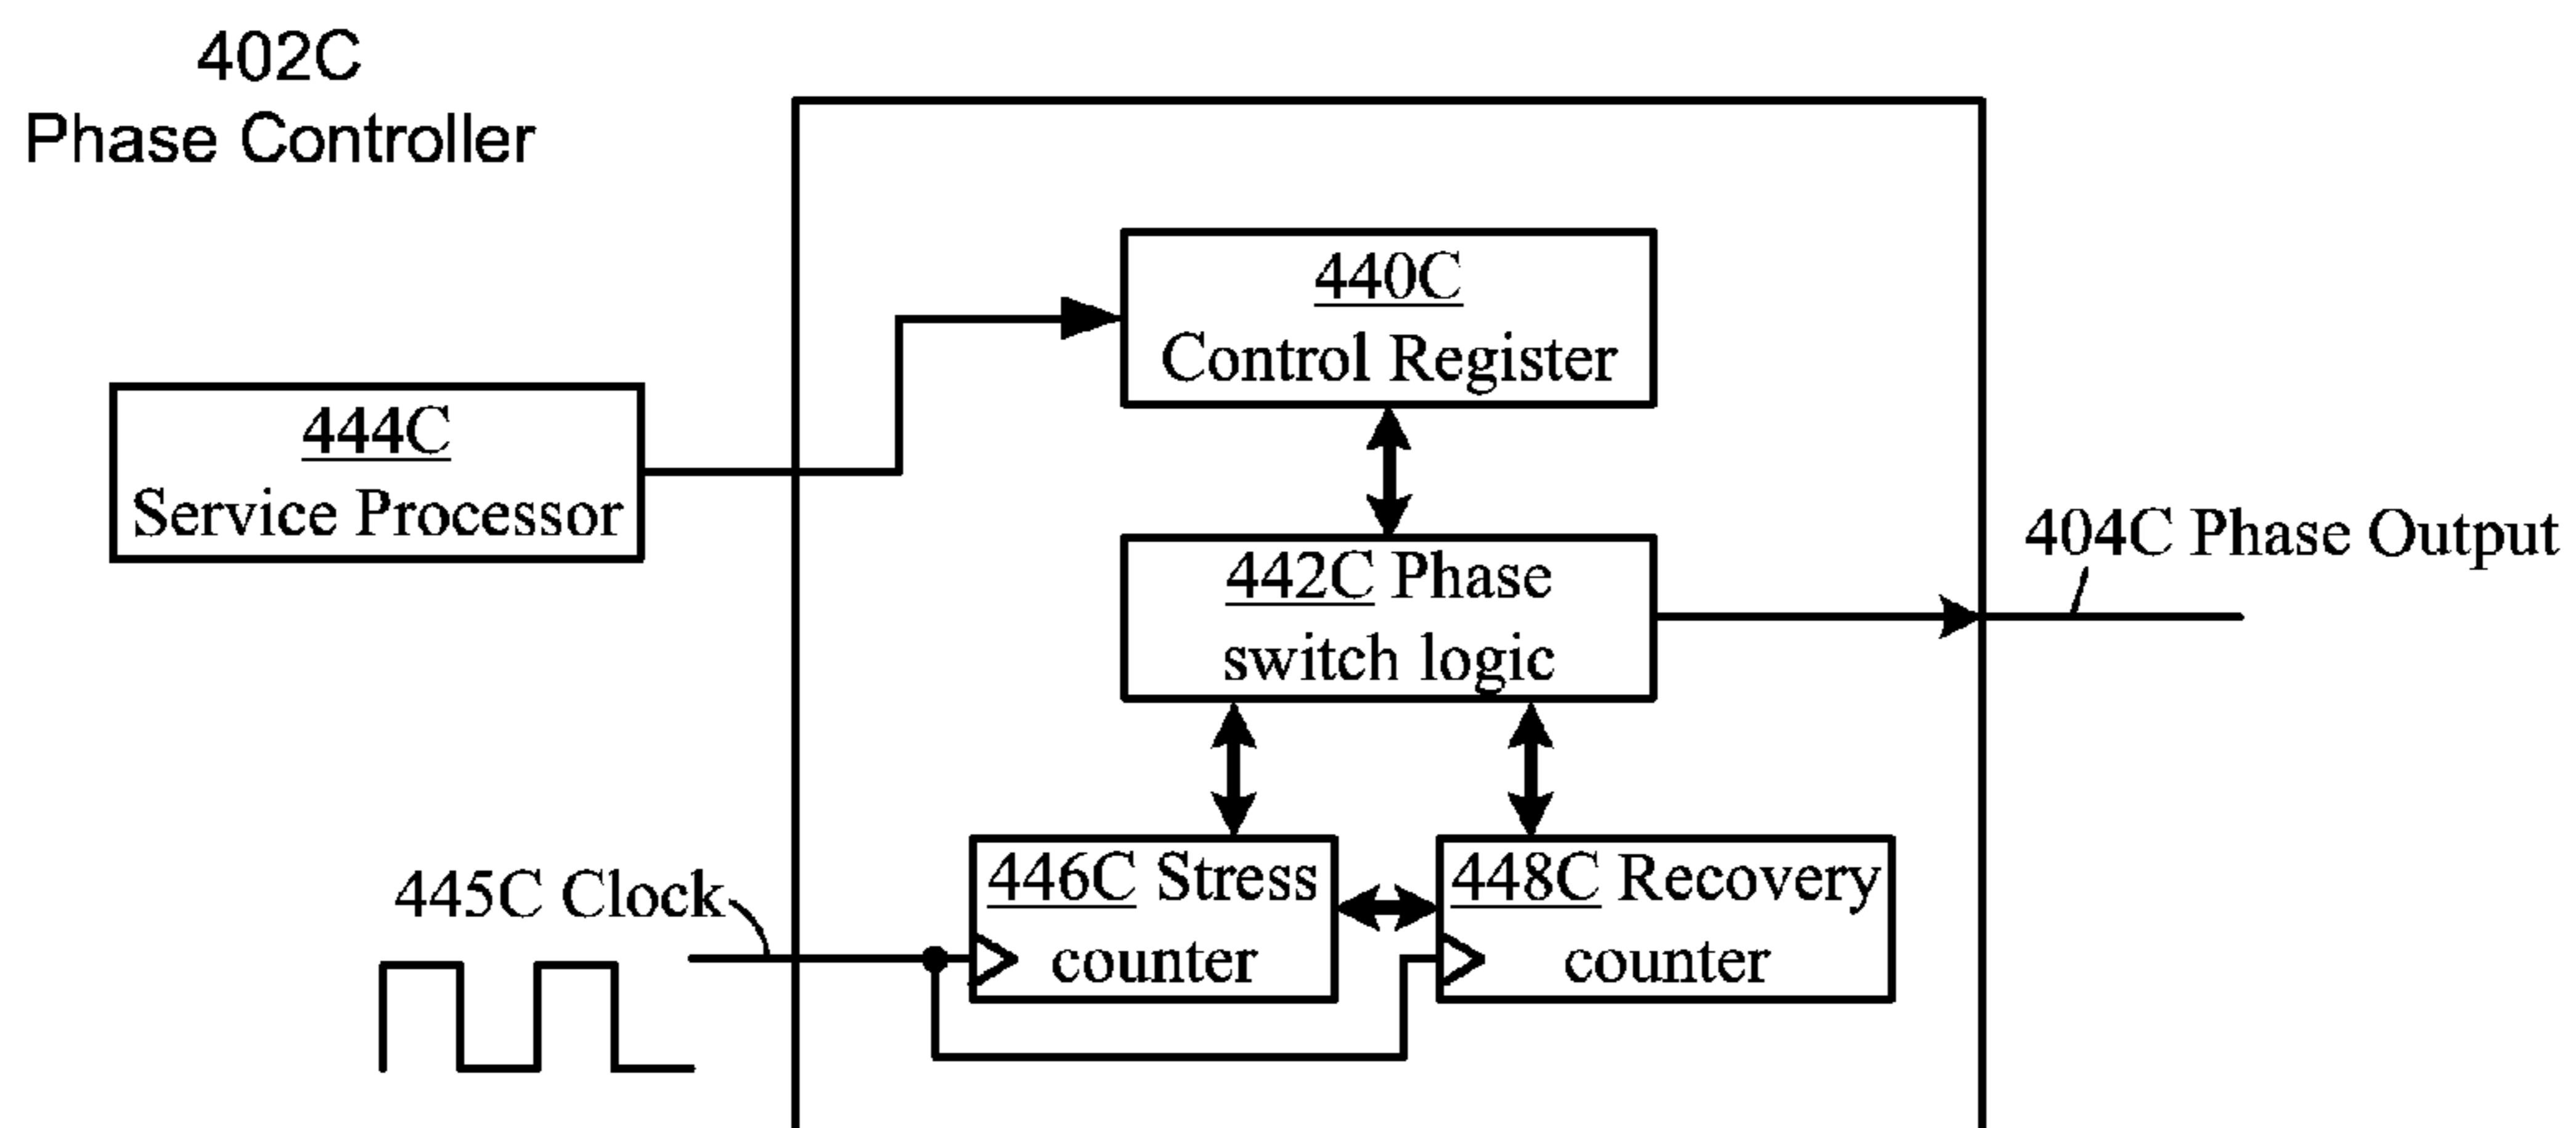 402C
Phase Controller
440C
Control Register
444C
Service Processor
442C Phase
switch logic
404C Phase Output
446C Stress
counter
448C Recovery
counter
445C Clock